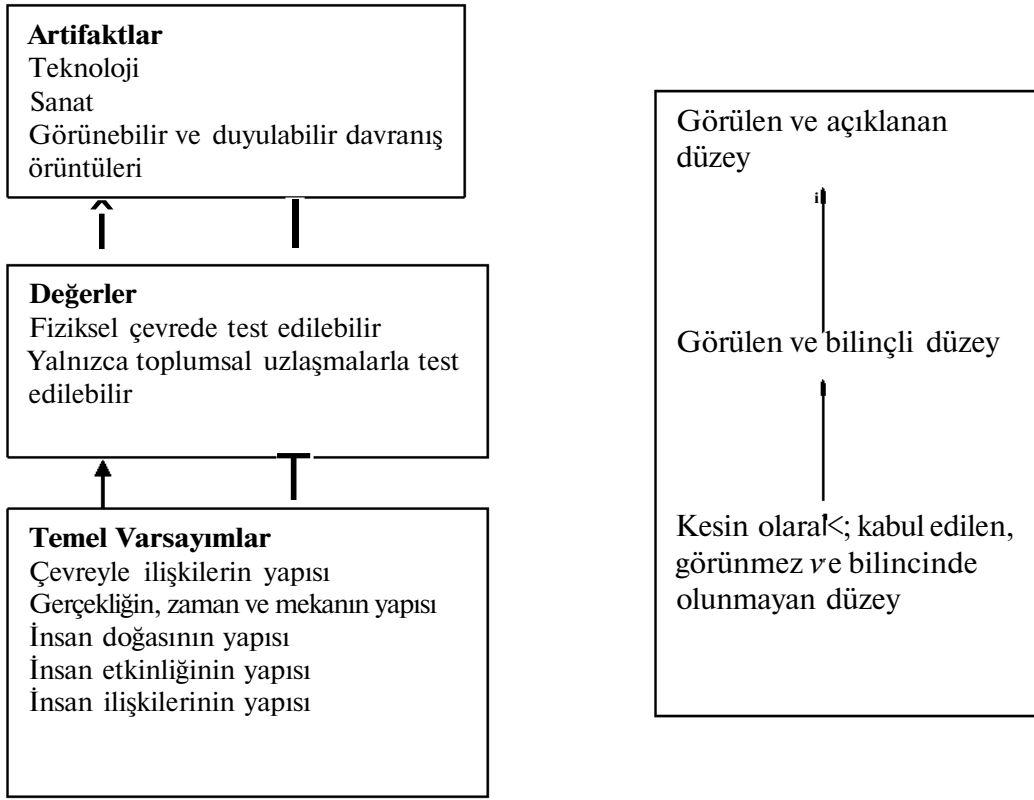 Artifaktlar
Teknoloji
Sanat
Görünebilir ve duyulabilir davranış
örüntüleri
Değerler
Fiziksel çevrede test edilebilir
Yalnızca toplumsal uzlaşmalarla test
edilebilir
Temel Varsayımlar
Çevreyle ilişkilerin yapısı
Gerçekliğin, zaman ve mekanın yapısı
İnsan doğasının yapısı
İnsan etkinliğinin yapısı
İnsan ilişkilerinin yapısı
Görülen ve açıklanan
düzey
Görülen ve bilinçli düzey
Kesin olaral<; kabul edilen,
görünmez ve bilincinde
olunmayan düzey